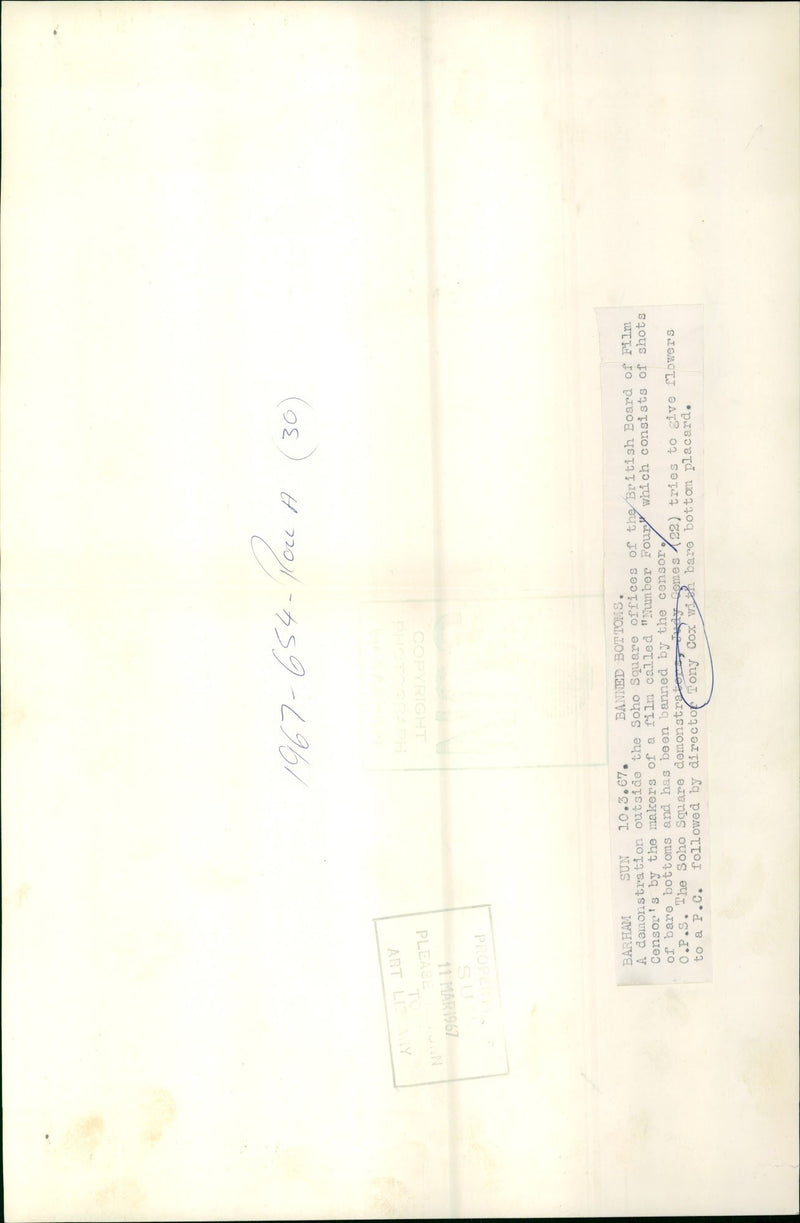 1967-654-Roll A (30)
BARHAM SUN 10.3.67. BANNED BOTTOMS.
A demonstration outside the Soho Square offices of the British Board of Film
Censor's by the makers of a film called "Number Four" which consists of shots
of bare bottoms and has been banned by the censor.
O.P.S. The Soho Square demonstrators, Judy (22) tries to give flowers
to a P.C. followed by director Tony Cox with bare bottom placard.
COPYRIGHT
11 MAR 1967
PLEASE
TO
ART